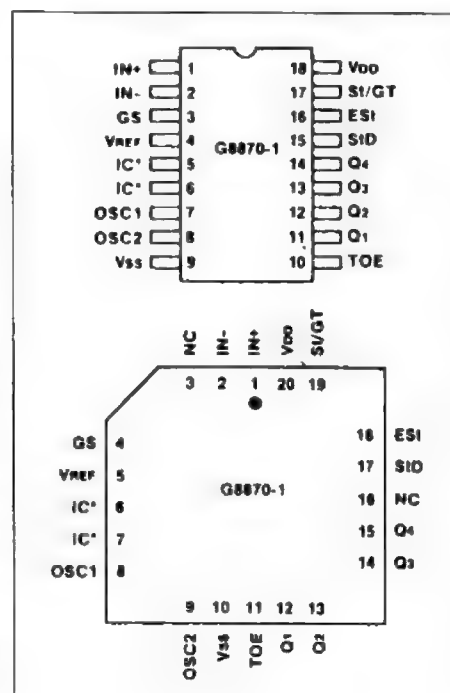 IN+ 1 18 VDD
IN- 2 17 St/GT
GS 3 16 ESt
VREF 4 15 StD
IC* 5 14 Q4
IC* 6 13 Q3
OSC1 7 12 Q2
OSC2 8 11 Q1
VSS 9 10 TOE
G8870-1
NC IN- IN+ VDD St/GT
3 2 1 20 19
GS 4 18 ESt
VREF 5 17 StD
IC* 6 16 NC
IC* 7 15 Q4
OSC1 8 14 Q3
G8870-1
9 10 11 12 13
OSC2 VSS TOE Q1 Q2